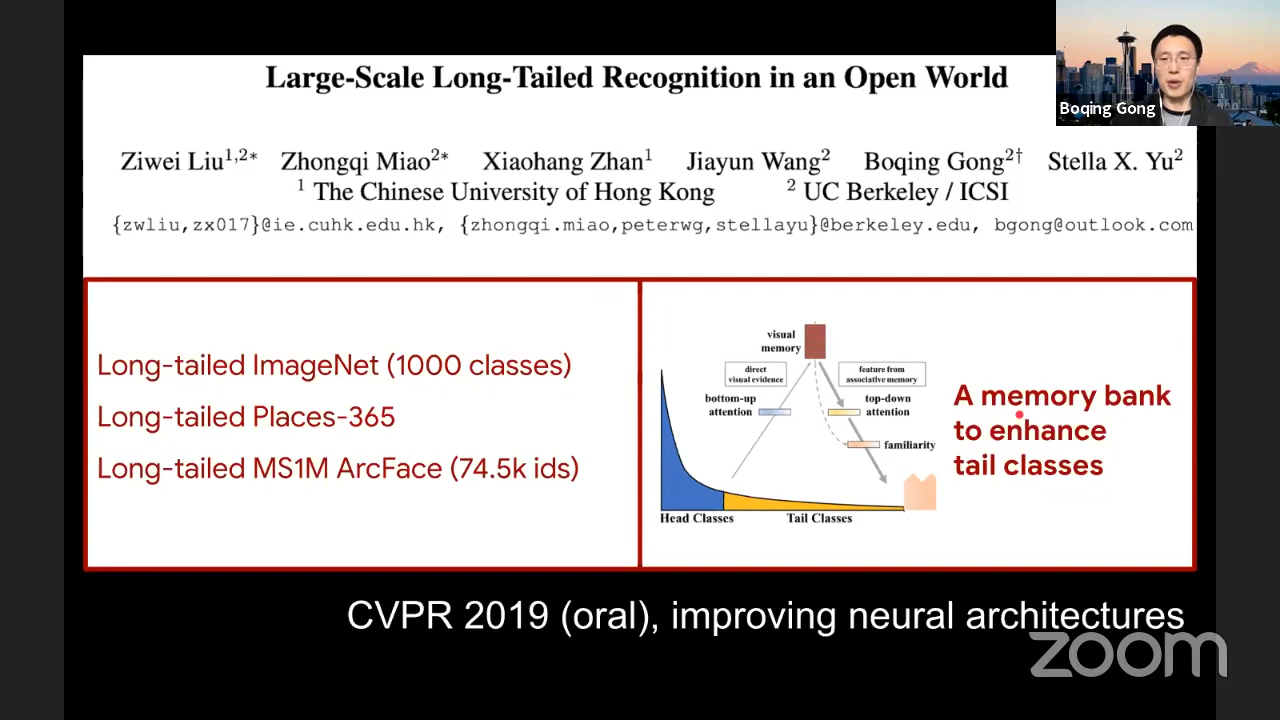 Large-Scale Long-Tailed Recognition in an Open World
Boqing Gong
Ziwei Liu1,2* Zhongqi Miao2* Xiaohang Zhan1 Jiayun Wang2 Boqing Gong2† Stella X. Yu2
1 The Chinese University of Hong Kong 2 UC Berkeley / ICSI
{zwliu,zx017}@ie.cuhk.edu.hk, {zhongqi.miao,peterwg,stellayu}@berkeley.edu, bgong@outlook.com
Long-tailed ImageNet (1000 classes)
Long-tailed Places-365
Long-tailed MS1M ArcFace (74.5k ids)
visual
memory
direct
visual evidence
feature from
associative memory
bottom-up
attention
top-down
attention
familiarity
Head Classes
Tail Classes
A memory bank
to enhance
tail classes
CVPR 2019 (oral), improving neural architectures
zoom